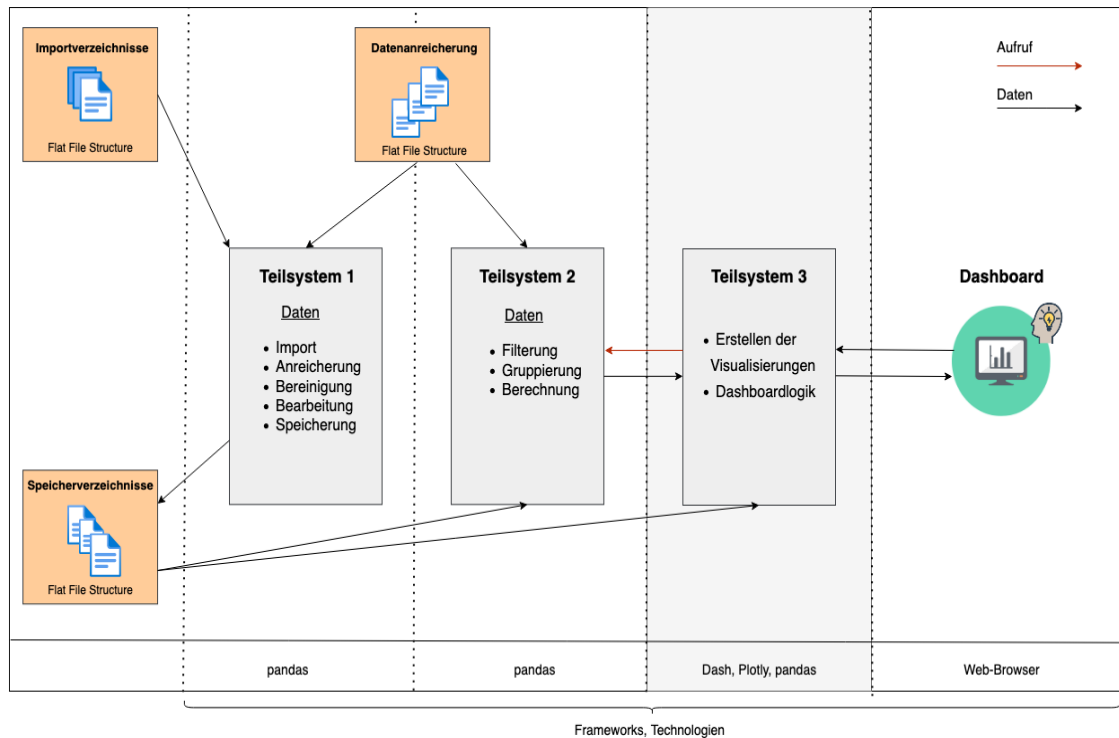 Importverzeichnisse
Flat File Structure
Datenanreicherung
Flat File Structure
Aufruf
Daten
Teilsystem 1
Daten
• Import
• Anreicherung
• Bereinigung
• Bearbeitung
• Speicherung
Teilsystem 2
Daten
• Filterung
• Gruppierung
• Berechnung
Teilsystem 3
• Erstellen der
Visualisierungen
• Dashboardlogik
Dashboard
Speicherverzeichnisse
Flat File Structure
pandas
pandas
Dash, Plotly, pandas
Web-Browser
Frameworks, Technologien